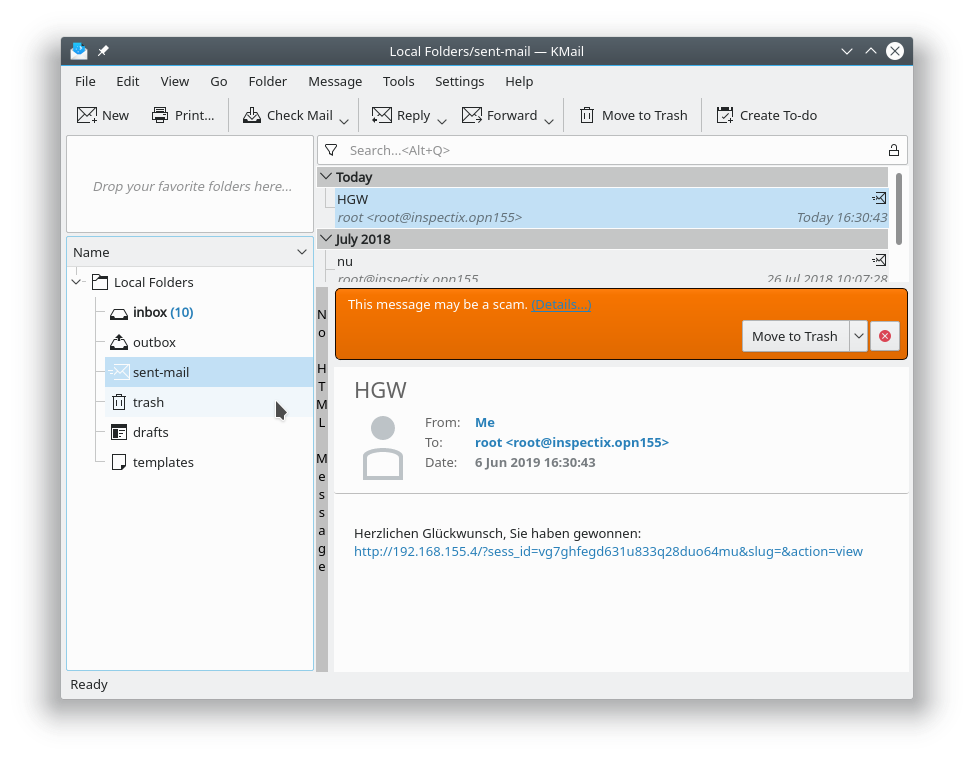 Local Folders/sent-mail — KMail
File Edit View Go Folder Message Tools Settings Help
New Print... Check Mail Reply Forward Move to Trash Create To-do
Drop your favorite folders here...
Search...<Alt+Q>
Today
HGW
root <root@inspectix.opn155> Today 16:30:43
July 2018
nu
root@inspectix.opn155 26 Jul 2018 10:07:28
Name
Local Folders
inbox (10)
outbox
sent-mail
trash
drafts
templates
No HTML Message
This message may be a scam. (Details...)
Move to Trash
HGW
From: Me
To: root <root@inspectix.opn155>
Date: 6 Jun 2019 16:30:43
Herzlichen Glückwunsch, Sie haben gewonnen:
http://192.168.155.4/?sess_id=vg7ghfegd631u833q28duo64mu&slug=&action=view
Ready